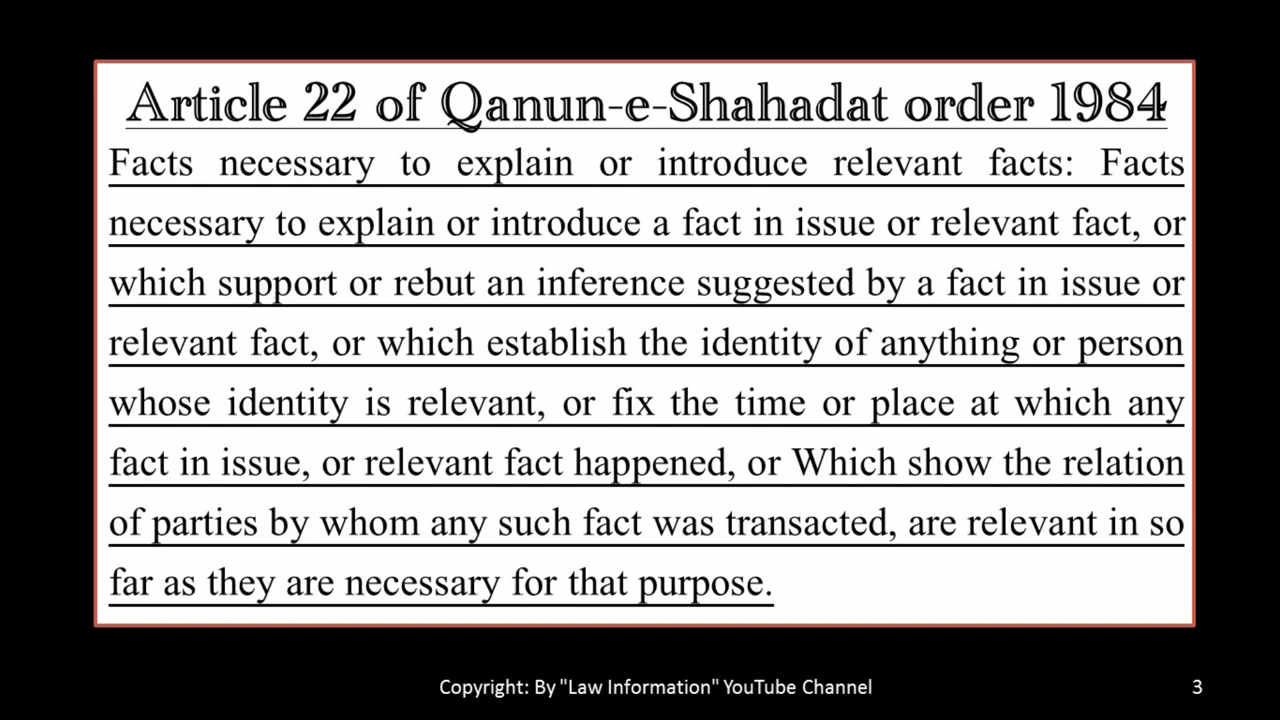 Article 22 of Qanun-e-Shahadat order 1984
Facts necessary to explain or introduce relevant facts: Facts
necessary to explain or introduce a fact in issue or relevant fact, or
which support or rebut an inference suggested by a fact in issue or
relevant fact, or which establish the identity of anything or person
whose identity is relevant, or fix the time or place at which any
fact in issue, or relevant fact happened, or Which show the relation
of parties by whom any such fact was transacted, are relevant in so
far as they are necessary for that purpose.
Copyright: By "Law Information" YouTube Channel
3